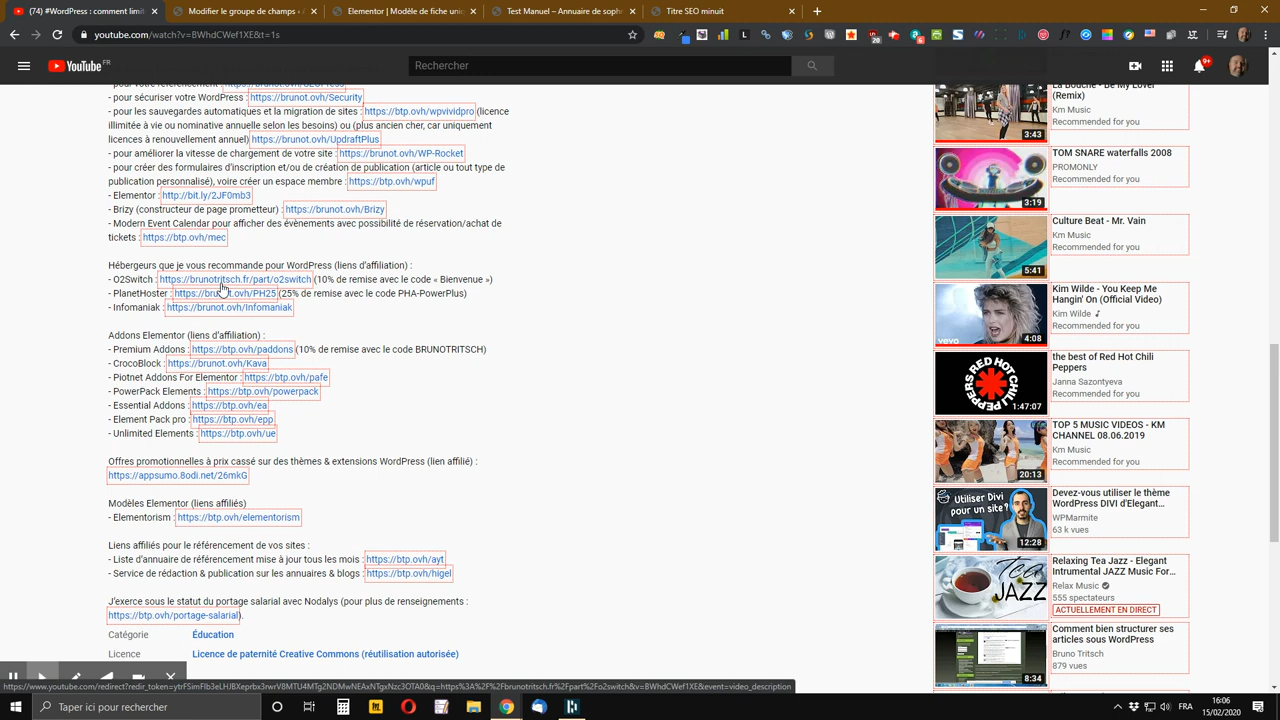 (74) #WordPress : comment limi
Modifier le groupe de champs ‹ A
Elementor | Modèle de fiche mét
Test Manuel – Annuaire de sophr
Titre SEO minuit
youtube.com/watch?v=BWhdCWef1XE&t=1s
20
6
YouTube FR
Rechercher
9+
- pour votre référencement : https://brunot.ovh/SEOPress
- pour sécuriser votre WordPress : https://brunot.ovh/Security
- pour les sauvegardes automatiques et la migration de sites : https://btp.ovh/wpvividpro (licence
illimitée à vie ou nominative annuelle selon les besoins) ou (plus ancien cher, car uniquement
licences à renouvellement annuel) https://brunot.ovh/UpdraftPlus
- pour améliorer la vitesse de chargement de votre site : https://brunot.ovh/WP-Rocket
- pour créer des formulaires d'inscription et/ou de création de publication (article ou tout type de
publication personnalisé), voire créer un espace membre : https://btp.ovh/wpuf
- Elementor : http://bit.ly/2JF0mb3
- Brizy (constructeur de page prometteur) : https://brunot.ovh/Brizy
- Modern Event Calendar pour afficher des événements avec possibilité de réservation/achat de
tickets : https://btp.ovh/mec
Hébergeurs que je vous recommande pour WordPress (liens d'affiliation) :
- O2Switch : https://brunotritsch.fr/part/o2switch (10% de remise avec le code « Bienvenue »)
- PlanetHoster : https://brunot.ovh/PH25 (25% de remise avec le code PHA-PowerPlus)
- Infomaniak : https://brunot.ovh/Infomaniak
Addons Elementor (liens d'affiliation) :
- Premium Addons : https://btp.ovh/paddons (10% de remise avec le code BRUNOTRITSCH)
- CrocoBlock : https://brunot.ovh/Kava
- Piotnet Addons For Elementor : https://btp.ovh/pafe
- PowerPack Elements : https://btp.ovh/powerpack
- Essential Addons : https://btp.ovh/ea
- Element Pack pro : https://btp.ovh/epp
- Unlimited Elements : https://btp.ovh/ue
Offres promotionnelles à prix cassé sur des thèmes & extensions WordPress (lien affilié) :
https://appsumo.8odi.net/26mkG
Modèles Elementor (liens affiliés)
- Elementorism : https://btp.ovh/elementorism
Liens affiliés pour le référencement de vos sites :
- Liste d'annuaire de referencement mise à jour tous les mois : https://btp.ovh/ayt
- Service de rédaction & publication sur les annuaires & blogs : https://btp.ovh/higel
J'exerce sous le statut du portage salarial avec Nodalys (pour plus de renseignements :
https://btp.ovh/portage-salarial).
Catégorie Éducation
Licence Licence de paternité Creative Commons (réutilisation autorisée)
La Bouche - Be My Lover
(Remix)
Km Music
Recommended for you
3:43
TOM SNARE waterfalls 2008
PROMONLY
Recommended for you
3:19
Culture Beat - Mr. Vain
Km Music
Recommended for you
5:41
Kim Wilde - You Keep Me
Hangin' On (Official Video)
Kim Wilde
Recommended for you
vevo
4:08
the best of Red Hot Chili
Peppers
Janna Sazontyeva
Recommended for you
RED HOT CHILI PEPPERS
1:47:07
TOP 5 MUSIC VIDEOS - KM
CHANNEL 08.06.2019
Km Music
Recommended for you
20:13
Devez-vous utiliser le thème
WordPress DIVI d'Elegant…
WPMarmite
63 k vues
Utiliser Divi
pour un site ?
12:28
Relaxing Tea Jazz - Elegant
Intrumental JAZZ Music For…
Relax Music
555 spectateurs
ACTUELLEMENT EN DIRECT
Tea
JAZZ
Comment bien structurer ses
articles sous WordPress
Bruno Tritsch
879 vues
8:34
Taper ici pour rechercher
FRA
16:06
15/02/2020